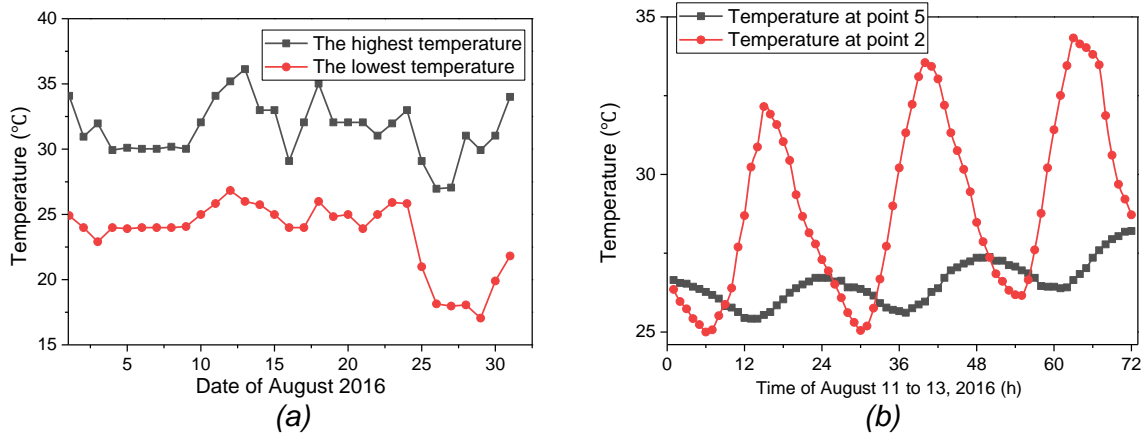 40
35
30
25
20
15
Temperature (°C)
The highest temperature
The lowest temperature
5
10
15
20
25
30
Date of August 2016
(a)
35
30
25
Temperature (°C)
Temperature at point 5
Temperature at point 2
0
12
24
36
48
60
72
Time of August 11 to 13, 2016 (h)
(b)